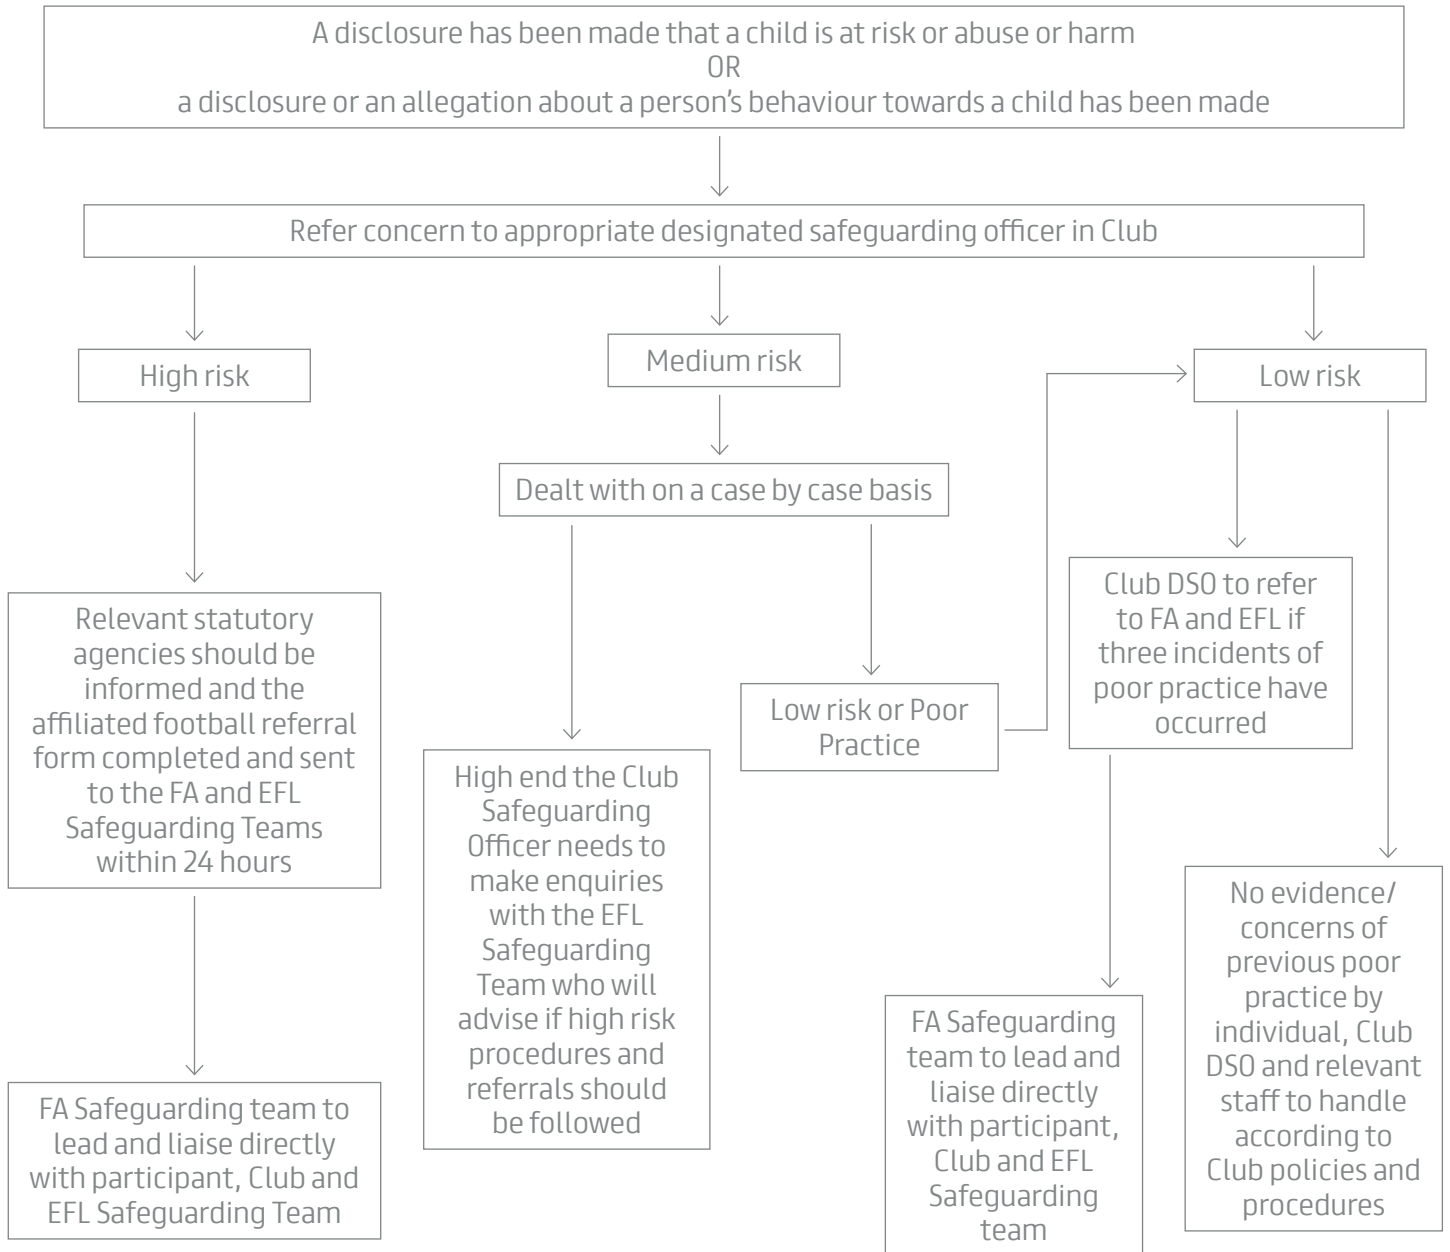 A disclosure has been made that a child is at risk or abuse or harm
OR
a disclosure or an allegation about a person's behaviour towards a child has been made
Refer concern to appropriate designated safeguarding officer in Club
High risk
Medium risk
Low risk
Dealt with on a case by case basis
Relevant statutory
agencies should be
informed and the
affiliated football referral
form completed and sent
to the FA and EFL
Safeguarding Teams
within 24 hours
FA Safeguarding team to
lead and liaise directly
with participant, Club and
EFL Safeguarding Team
High end the Club
Safeguarding
Officer needs to
make enquiries
with the EFL
Safeguarding
Team who will
advise if high risk
procedures and
referrals should
be followed
Low risk or Poor
Practice
Club DSO to refer
to FA and EFL if
three incidents of
poor practice have
occurred
FA Safeguarding
team to lead and
liaise directly
with participant,
Club and EFL
Safeguarding
team
No evidence/
concerns of
previous poor
practice by
individual, Club
DSO and relevant
staff to handle
according to
Club policies and
procedures